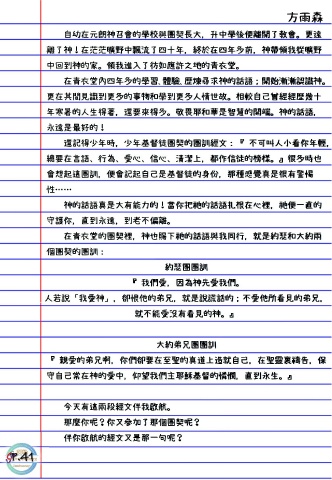 方雨森
自幼在元朗神召會的學校與團契長大，升中學後便離開了教會。更遠
離了神！在茫茫曠野中飄流了四十年，終於在四年多前，神帶領我從曠野
中回到神的家。領我進入了彷如應許之地的青衣堂。
在青衣堂內四年多的學習，體驗，歷煉尋求神的話語；開始漸漸認識神。
更在其間見識到更多的事物和學到更多人情世故。相較自己曾經經歷幾十
年寒暑的人生得著，還要來得多。敬畏耶和華是智慧的開端。神的話語，
永遠是最好的！
還記得少年時，少年基督徒團契的團訓經文：『不可叫人小看你年輕，
總要在言語、行為、愛心、信心、清潔上，都作信徒的榜樣。』很多時也
會想起這團訓，便會記起自己是基督徒的身份，那種感覺真是很有警惕
性……
神的話語真是大有能力的！當你把祂的話語扎根在心裡，祂便一直的
守護你，直到永遠，到老不偏離。
在青衣堂的團契裡，神也賜下祂的話語與我同行，就是約瑟和大約兩
個團契的團訓：
約瑟團團訓
『我們愛，因為神先愛我們。
人若說「我愛神」，卻恨他的弟兄，就是說謊話的；不愛他所看見的弟兄，
就不能愛沒有看見的神。』
大約弟兄團團訓
『親愛的弟兄啊，你們卻要在至聖的真道上造就自己，在聖靈裏禱告，保
守自己常在神的愛中，仰望我們主耶穌基督的憐憫，直到永生。』
今天有這兩段經文伴我啟航。
那麼你呢？你又參加了那個團契呢？
伴你啟航的經文又是那一句呢？
P.41